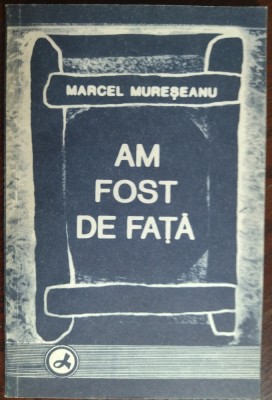 MARCEL MUREȘEANU
AM
FOST
DE FAȚĂ